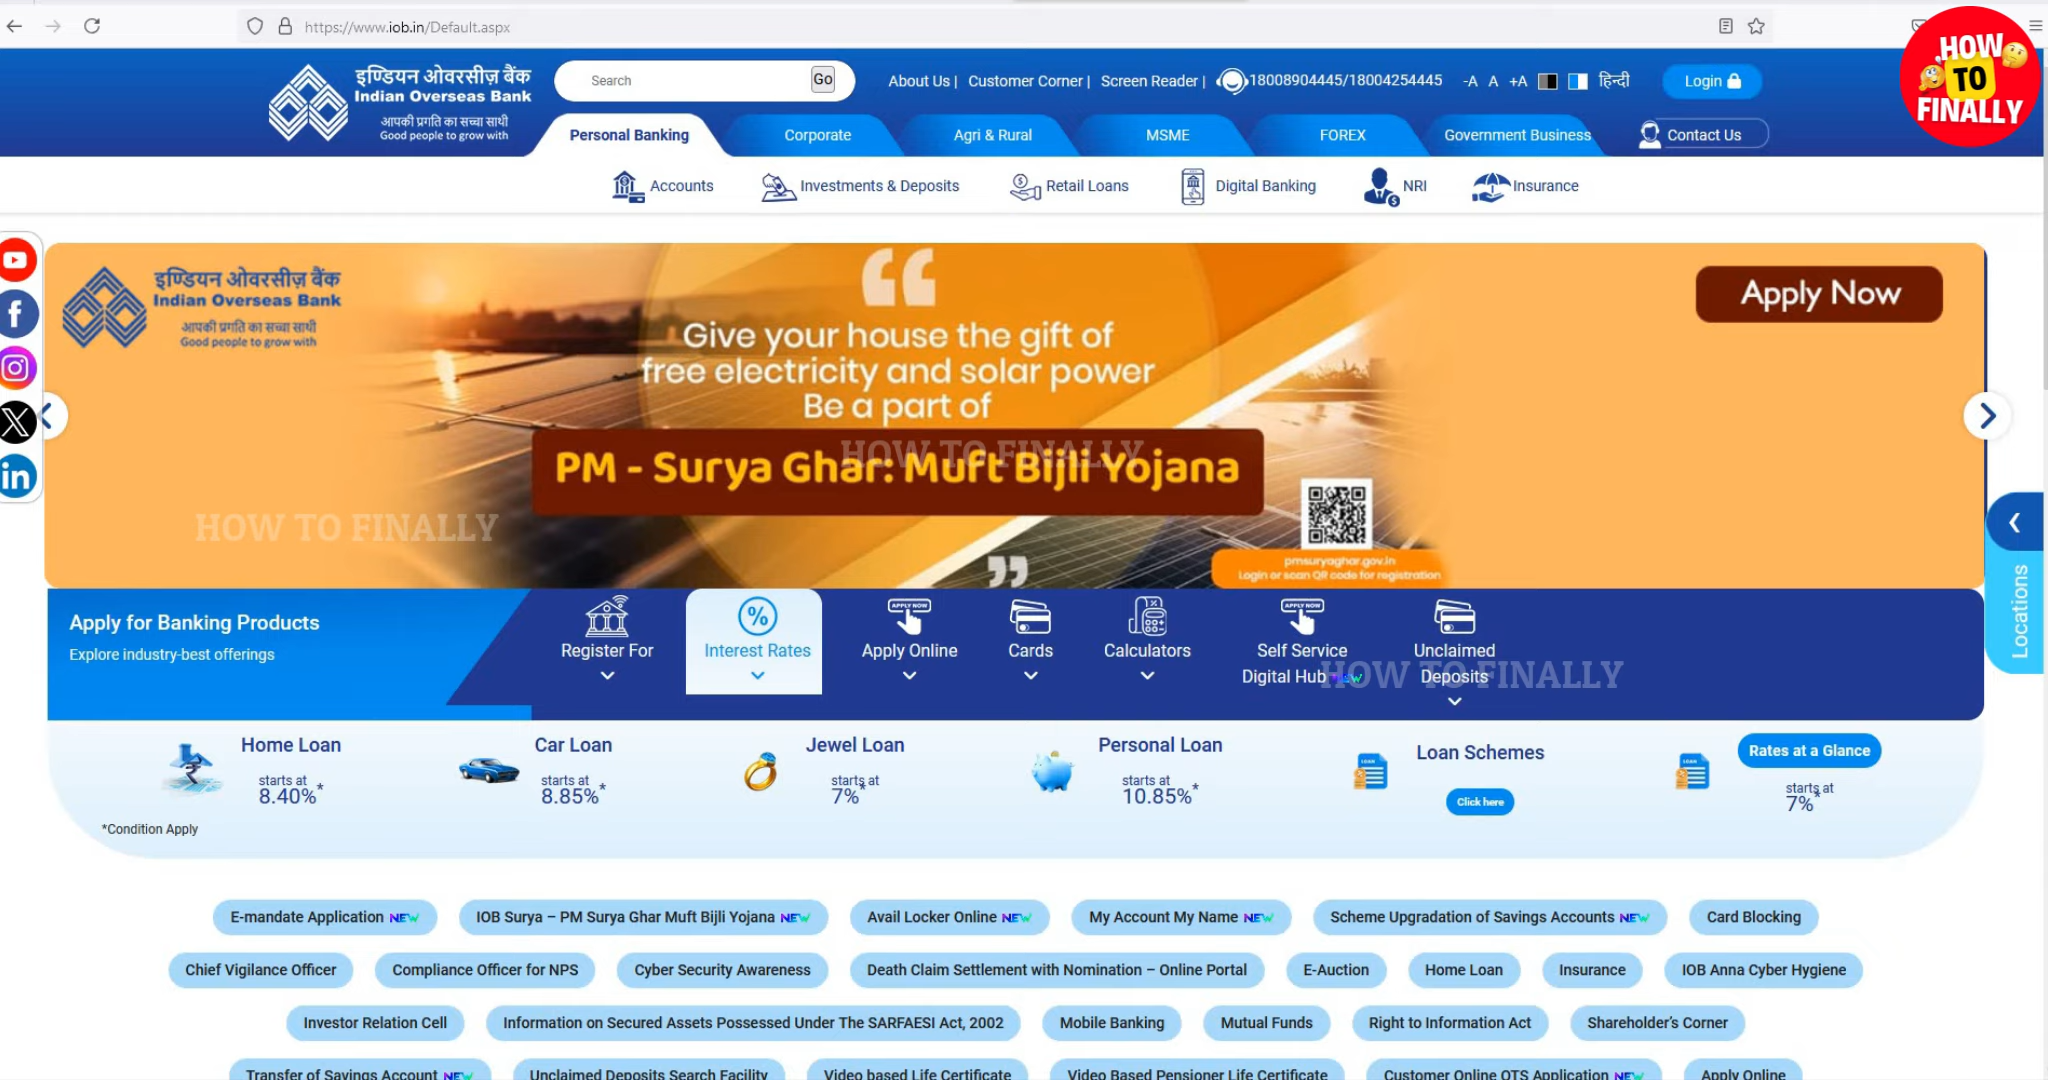 https://www.iob.in/Default.aspx
HOW
TO
FINALLY
इण्डियन ओवरसीज़ बैंक
Indian Overseas Bank
आपकी प्रगति का सच्चा साथी
Good people to grow with
Search
Go
About Us | Customer Corner | Screen Reader | 18008904445/18004254445 -A A +A हिन्दी
Login
Personal Banking Corporate Agri & Rural MSME FOREX Government Business Contact Us
Accounts Investments & Deposits Retail Loans Digital Banking NRI Insurance
इण्डियन ओवरसीज़ बैंक
Indian Overseas Bank
आपकी प्रगति का सच्चा साथी
Good people to grow with
Apply Now
“
Give your house the gift of
free electricity and solar power
Be a part of
HOW TO FINALLY
PM - Surya Ghar: Muft Bijli Yojana
HOW TO FINALLY
”
pmsuryaghar.gov.in
Login or scan QR code for registration
Locations
Apply for Banking Products
Explore industry-best offerings
Register For
Interest Rates
APPLY NOW
Apply Online
Cards
Calculators
APPLY NOW
Self Service
Digital Hub NEW
Unclaimed
Deposits
HOW TO FINALLY
Home Loan
starts at
8.40%*
Car Loan
starts at
8.85%*
Jewel Loan
starts at
7%*
Personal Loan
starts at
10.85%*
LOAN
Loan Schemes
Click here
LOAN
Rates at a Glance
starts at
7%*
*Condition Apply
E-mandate Application NEW IOB Surya – PM Surya Ghar Muft Bijli Yojana NEW Avail Locker Online NEW My Account My Name NEW Scheme Upgradation of Savings Accounts NEW Card Blocking
Chief Vigilance Officer Compliance Officer for NPS Cyber Security Awareness Death Claim Settlement with Nomination – Online Portal E-Auction Home Loan Insurance IOB Anna Cyber Hygiene
Investor Relation Cell Information on Secured Assets Possessed Under The SARFAESI Act, 2002 Mobile Banking Mutual Funds Right to Information Act Shareholder's Corner
Transfer of Savings Account NEW Unclaimed Deposits Search Facility Video based Life Certificate Video Based Pensioner Life Certificate Customer Online OTS Application NEW Apply Online